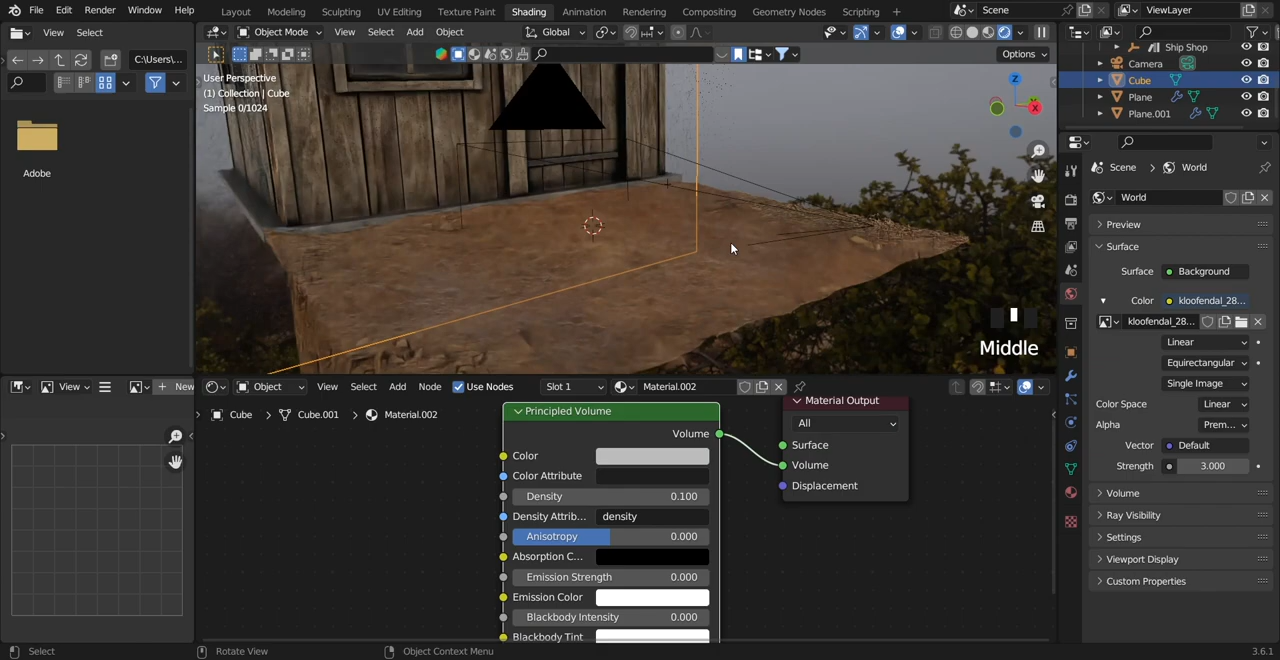 File Edit Render Window Help
Layout Modeling Sculpting UV Editing Texture Paint Shading Animation Rendering Compositing Geometry Nodes Scripting +
Scene
ViewLayer
View Select
Object Mode View Select Add Object
Global
C:\Users\...
Options
Adobe
User Perspective
(1) Collection | Cube
Sample 0/1024
Z
X
Middle
Ship Shop
Camera
Cube
Plane
Plane.001
Scene > World
World
Preview
Surface
Surface Background
Color kloofendal_28...
kloofendal_28...
Linear
Equirectangular
Single Image
Color Space Linear
Alpha Prem...
Vector Default
Strength 3.000
Volume
Ray Visibility
Settings
Viewport Display
Custom Properties
View
New
Object View Select Add Node Use Nodes Slot 1 Material.002
Cube > Cube.001 > Material.002
Principled Volume
Volume
Color
Color Attribute
Density 0.100
Density Attrib... density
Anisotropy 0.000
Absorption C...
Emission Strength 0.000
Emission Color
Blackbody Intensity 0.000
Blackbody Tint
Material Output
All
Surface
Volume
Displacement
Select
Rotate View
Object Context Menu
3.6.1